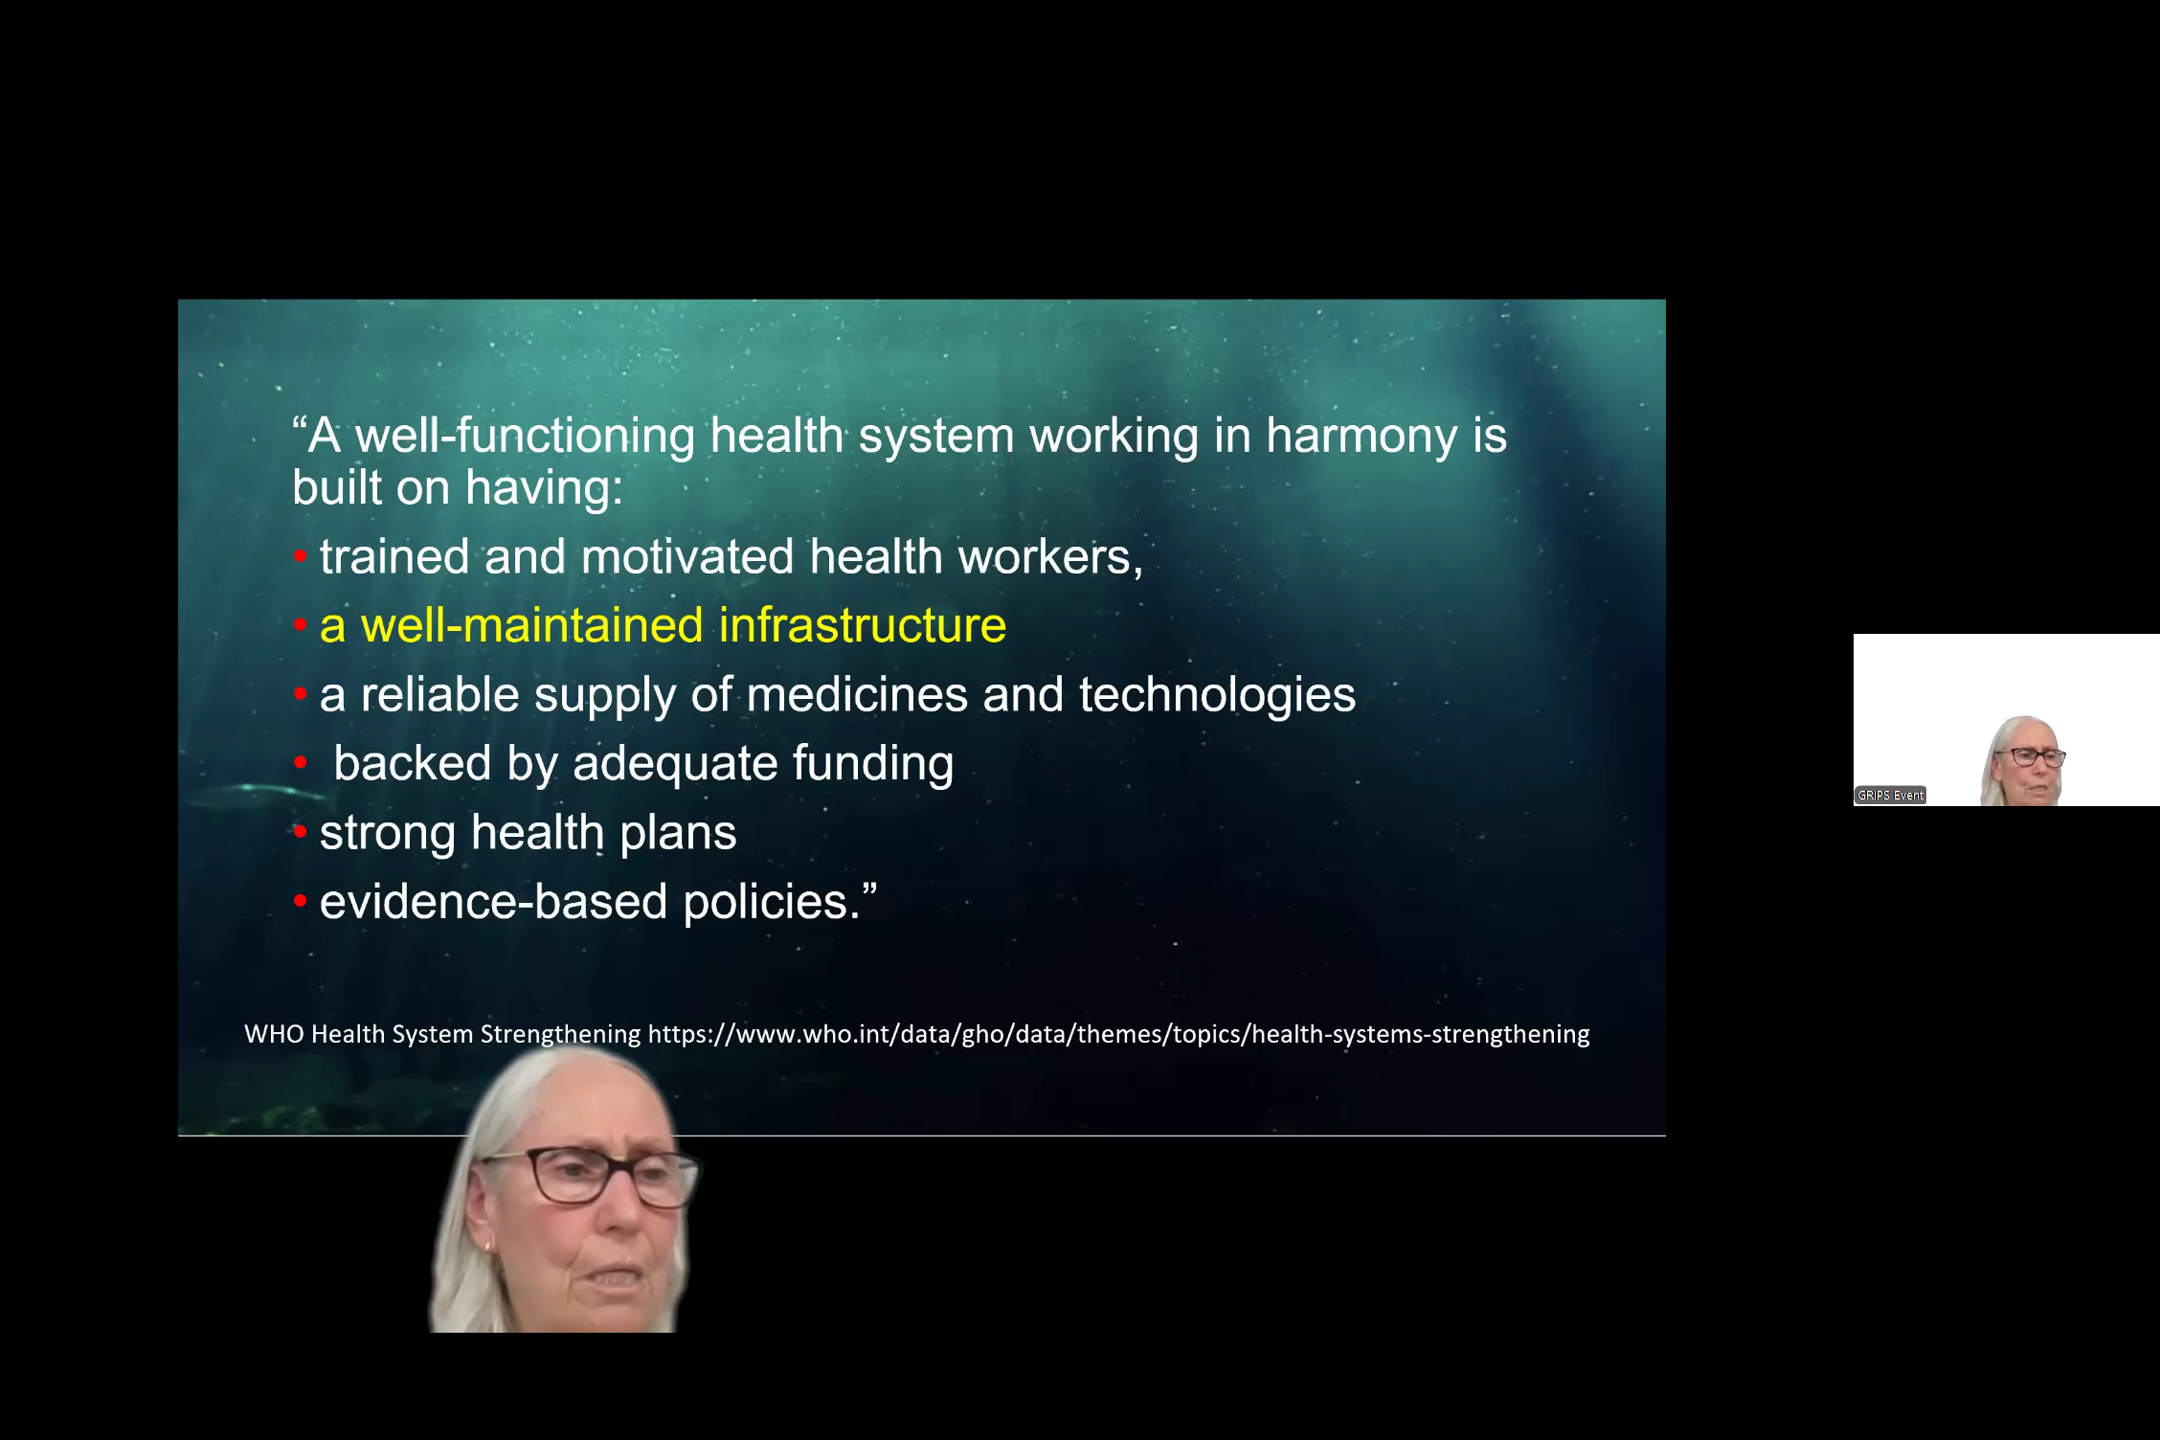 “A well-functioning health system working in harmony is
built on having:
• trained and motivated health workers,
• a well-maintained infrastructure
• a reliable supply of medicines and technologies
• backed by adequate funding
• strong health plans
• evidence-based policies.”
WHO Health System Strengthening https://www.who.int/data/gho/data/themes/topics/health-systems-strengthening
GRIPS Event